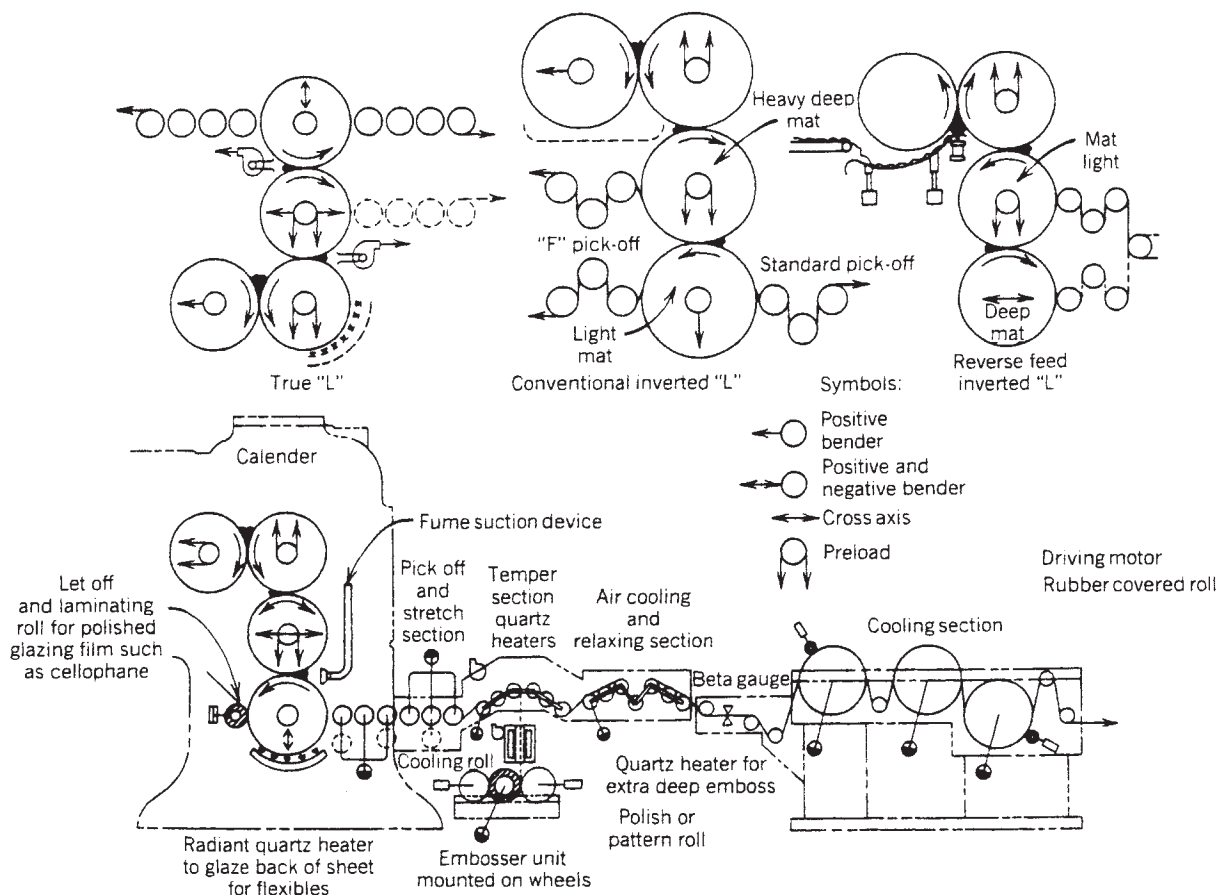 Heavy deep
mat
Mat
light
"F" pick-off
Standard pick-off
Light
mat
Deep
mat
True "L"
Conventional inverted "L"
Reverse feed
inverted "L"
Symbols:
Positive
bender
Positive and
negative bender
Cross axis
Preload
Calender
Fume suction device
Let off
and laminating
roll for polished
glazing film such
as cellophane
Pick off
and
stretch
section
Temper
section
quartz
heaters
Air cooling
and
relaxing section
Driving motor
Rubber covered roll
Cooling section
Beta gauge
Cooling roll
Quartz heater for
extra deep emboss
Polish or
pattern roll
Radiant quartz heater
to glaze back of sheet
for flexibles
Embosser unit
mounted on wheels